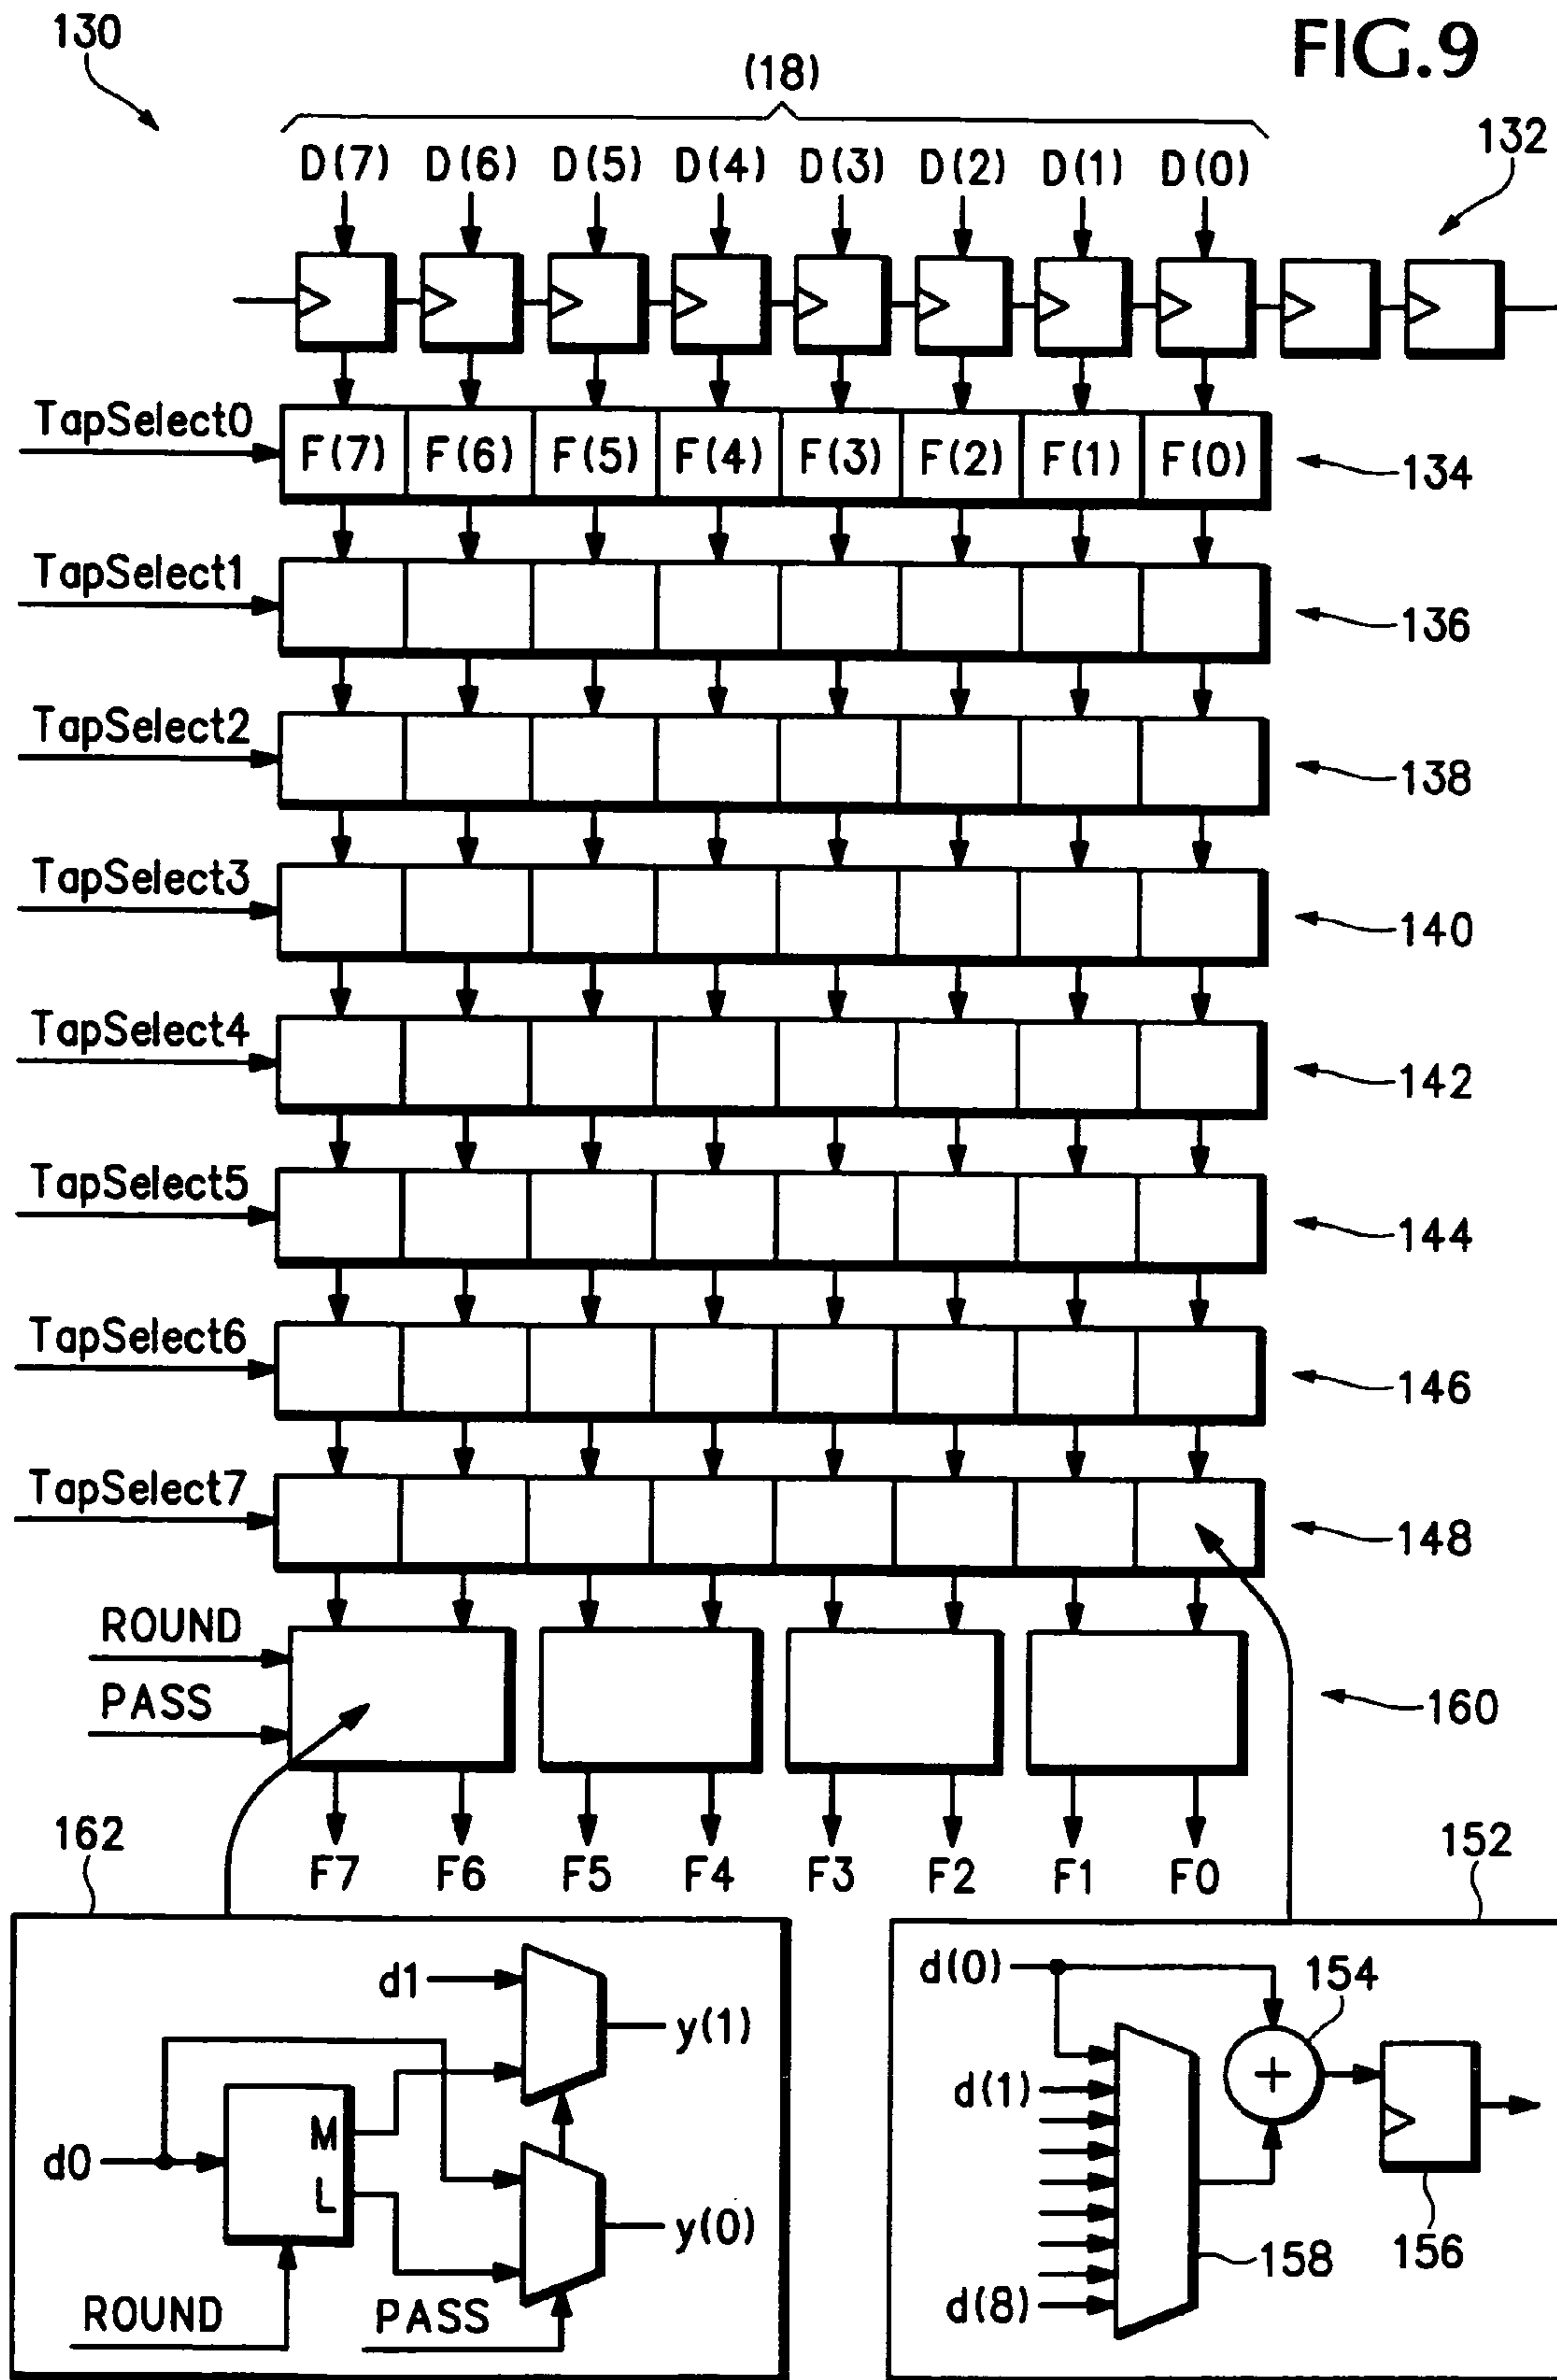 130
FIG.9
(18)
132
D(7) D(6) D(5) D(4) D(3) D(2) D(1) D(0)
TapSelect0
F(7) F(6) F(5) F(4) F(3) F(2) F(1) F(0)
134
TapSelect1
136
TapSelect2
138
TapSelect3
140
TapSelect4
142
TapSelect5
144
TapSelect6
146
TapSelect7
148
ROUND
PASS
160
F7 F6 F5 F4 F3 F2 F1 F0
162
d1
y(1)
M
d0
L
y(0)
ROUND
PASS
152
d(0)
154
d(1)
+
158
156
d(8)